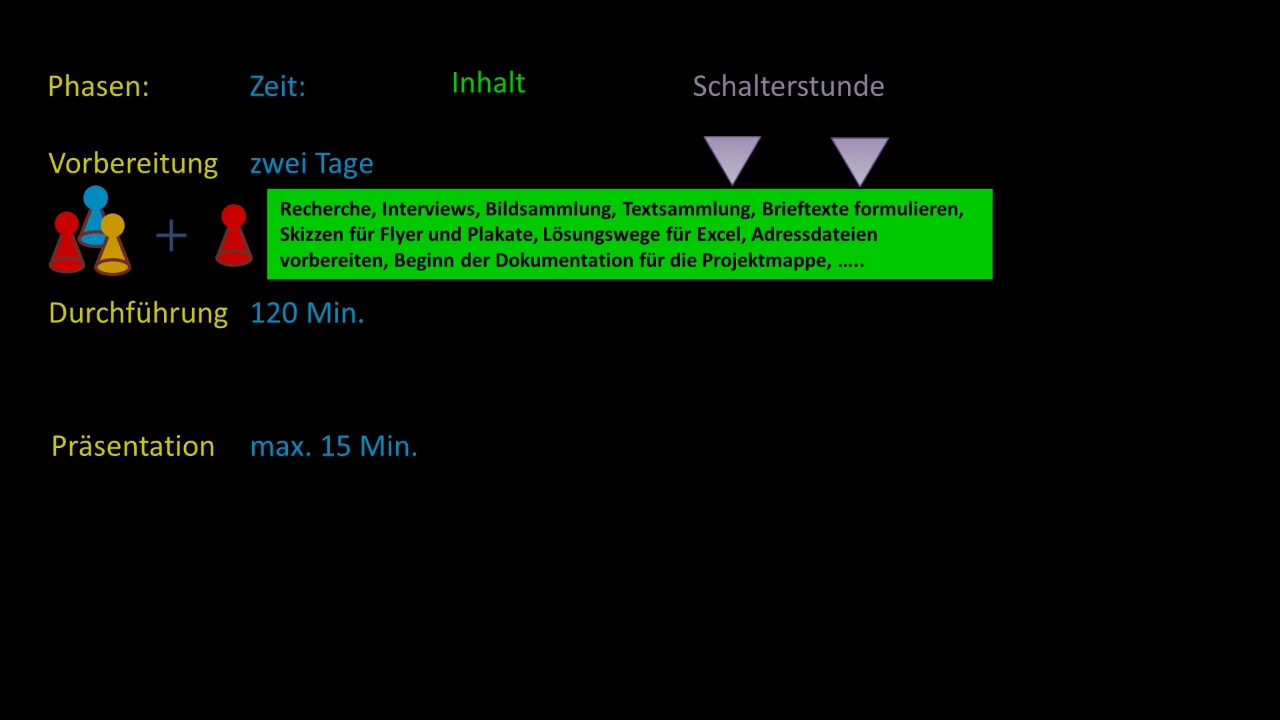 Phasen: Zeit: Inhalt Schalterstunde
Vorbereitung zwei Tage
Recherche, Interviews, Bildsammlung, Textsammlung, Brieftexte formulieren,
Skizzen für Flyer und Plakate, Lösungswege für Excel, Adressdateien
vorbereiten, Beginn der Dokumentation für die Projektmappe, …..
+
Durchführung 120 Min.
Präsentation max. 15 Min.